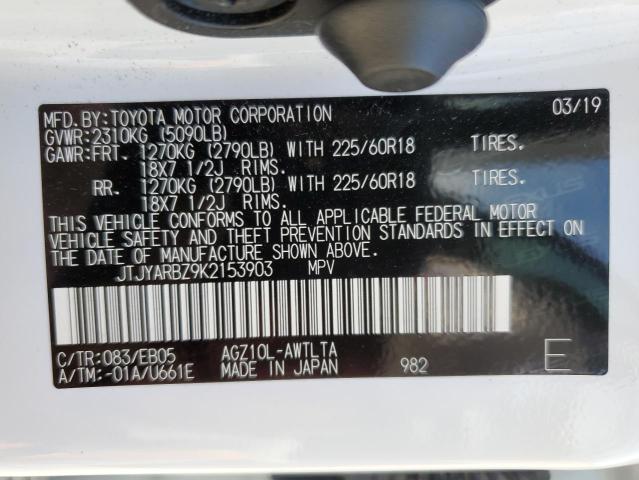 MFD.BY:TOYOTA MOTOR CORPORATION 03/19
GVWR:2310KG (5090LB)
GAWR:FRT. 1270KG (2790LB) WITH 225/60R18 TIRES.
18X7 1/2J RIMS.
RR. 1270KG (2790LB) WITH 225/60R18 TIRES.
18X7 1/2J RIMS.
THIS VEHICLE CONFORMS TO ALL APPLICABLE FEDERAL MOTOR
VEHICLE SAFETY AND THEFT PREVENTION STANDARDS IN EFFECT ON
THE DATE OF MANUFACTURE SHOWN ABOVE.
JTJYARBZ9K2153903 MPV
C/TR:083/EB05 AGZ10L-AWTLTA
A/TM:-01A/U661E MADE IN JAPAN 982 E